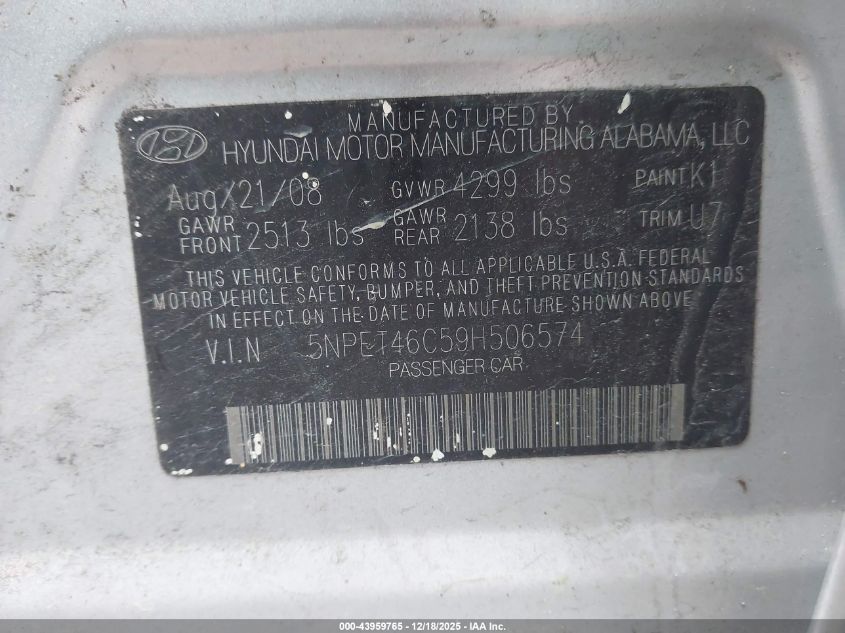 MANUFACTURED BY
HYUNDAI MOTOR MANUFACTURING ALABAMA, LLC
Aug/21/08 GVWR 4299 lbs PAINT K1
GAWR FRONT 2513 lbs GAWR REAR 2138 lbs TRIM U7
THIS VEHICLE CONFORMS TO ALL APPLICABLE U.S.A. FEDERAL
MOTOR VEHICLE SAFETY, BUMPER, AND THEFT PREVENTION STANDARDS
IN EFFECT ON THE DATE OF MANUFACTURE SHOWN ABOVE
V.I.N 5NPET46C59H506574
PASSENGER CAR
000-43959765 - 12/18/2025 - IAA Inc.